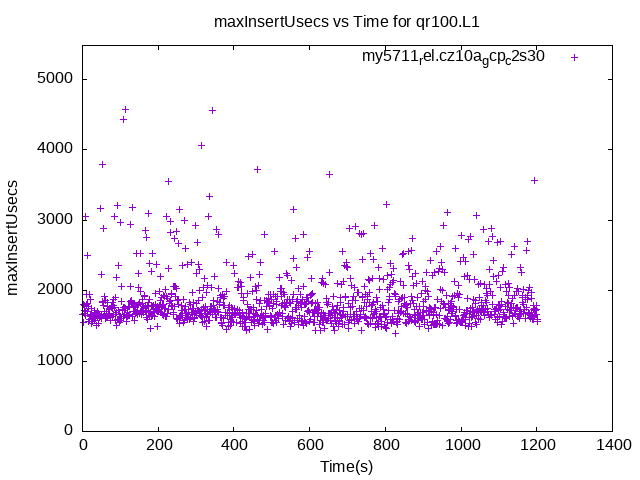 maxInsertUsecs vs Time for qr100.L1
my5711rel.cz10agcpc2s30
5000
4000
3000
2000
1000
0
maxInsertUsecs
0 200 400 600 800 1000 1200 1400
Time(s)